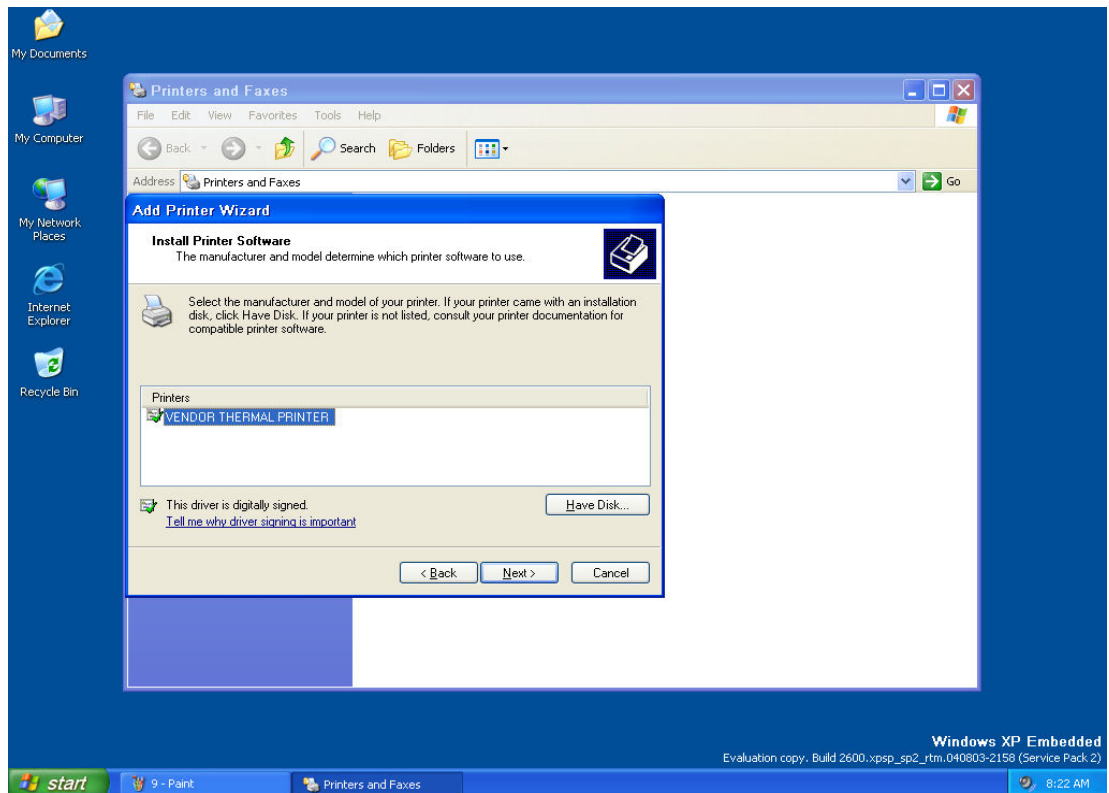 My Documents
My Computer
My Network
Places
Internet
Explorer
Recycle Bin
Printers and Faxes
File Edit View Favorites Tools Help
Back Search Folders
Address Printers and Faxes Go
Add Printer Wizard
Install Printer Software
The manufacturer and model determine which printer software to use.
Select the manufacturer and model of your printer. If your printer came with an installation
disk, click Have Disk. If your printer is not listed, consult your printer documentation for
compatible printer software.
Printers
VENDOR THERMAL PRINTER
This driver is digitally signed.
Have Disk...
Tell me why driver signing is important
< Back Next > Cancel
Windows XP Embedded
Evaluation copy. Build 2600.xpsp_sp2_rtm.040803-2158 (Service Pack 2)
start 9 - Paint Printers and Faxes 8:22 AM